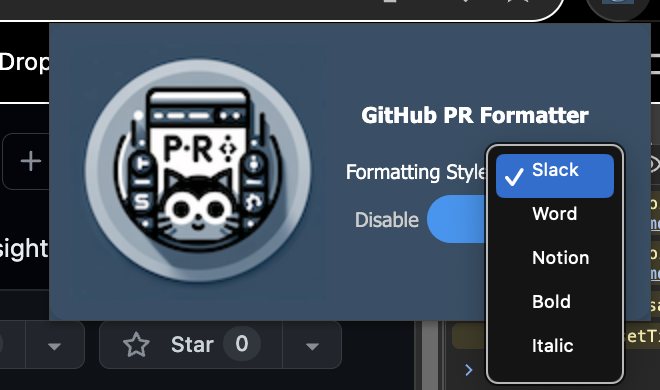 Drop
GitHub PR Formatter
P·R
Formatting Style
Slack
Disable
Word
sight
Notion
Bold
Star 0
Italic